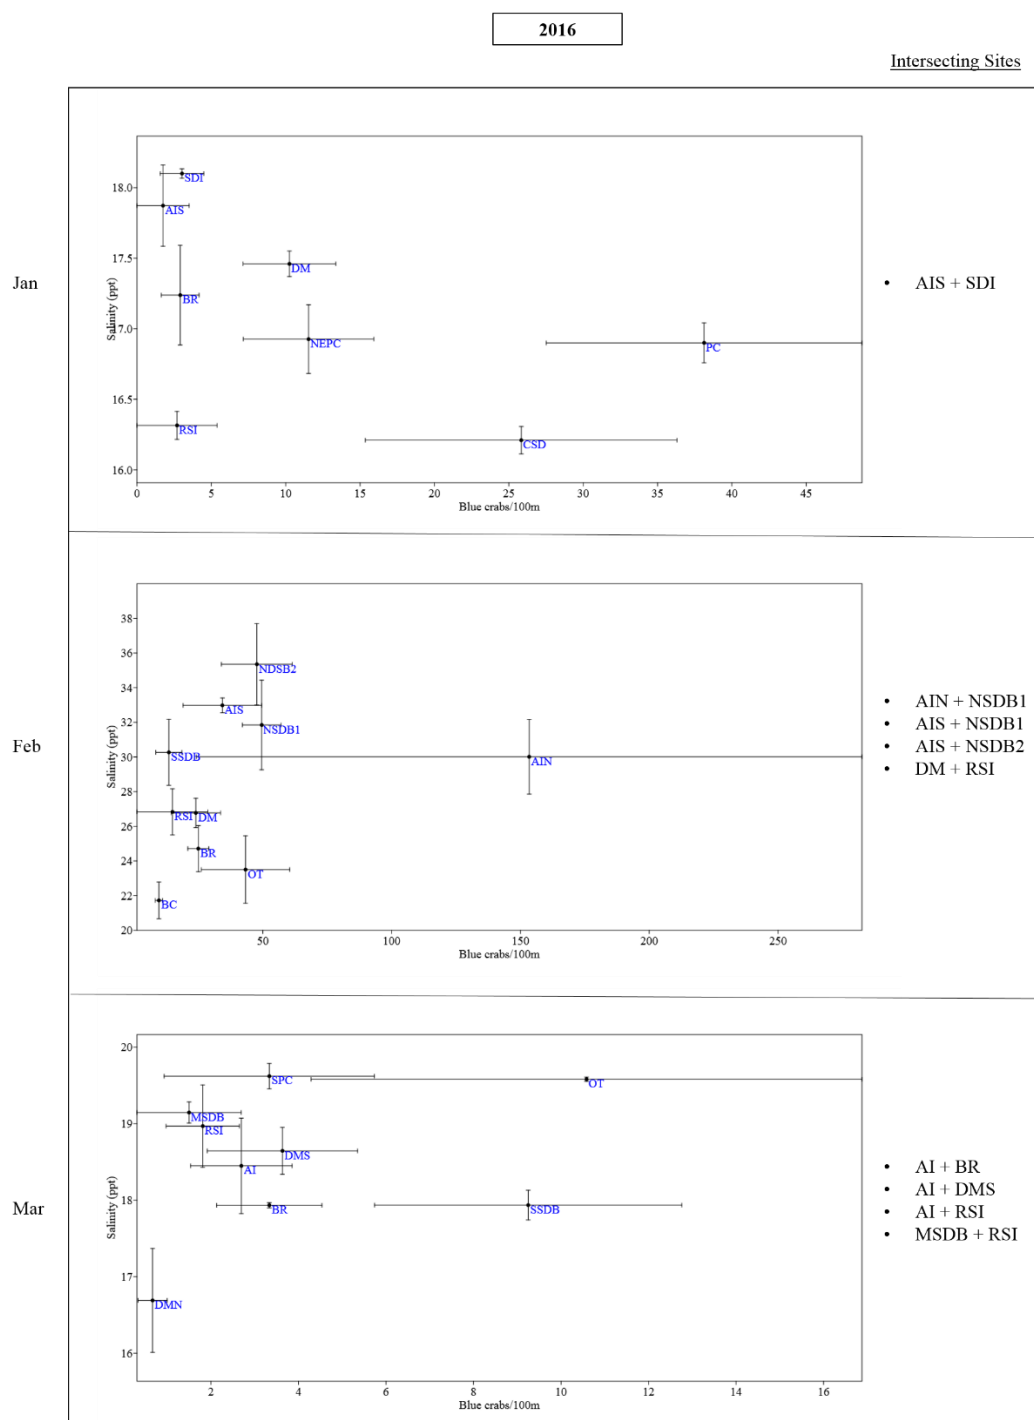 2016
Intersecting Sites
Jan
Salinity (ppt)
18.0
17.5
17.0
16.5
16.0
SDI
AIS
DM
BR
NEPC
PC
RSI
CSD
0 5 10 15 20 25 30 35 40 45
Blue crabs/100m
• AIS + SDI
Feb
Salinity (ppt)
38
36
34
32
30
28
26
24
22
20
NDSB2
AIS
NSDB1
SSDB
AIN
RSI
DM
BR
OT
BC
50 100 150 200 250
Blue crabs/100m
• AIN + NSDB1
• AIS + NSDB1
• AIS + NSDB2
• DM + RSI
Mar
Salinity (ppt)
20
19
18
17
16
SPC
OT
MSDB
RSI
DMS
AI
BR
SSDB
DMN
2 4 6 8 10 12 14 16
Blue crabs/100m
• AI + BR
• AI + DMS
• AI + RSI
• MSDB + RSI